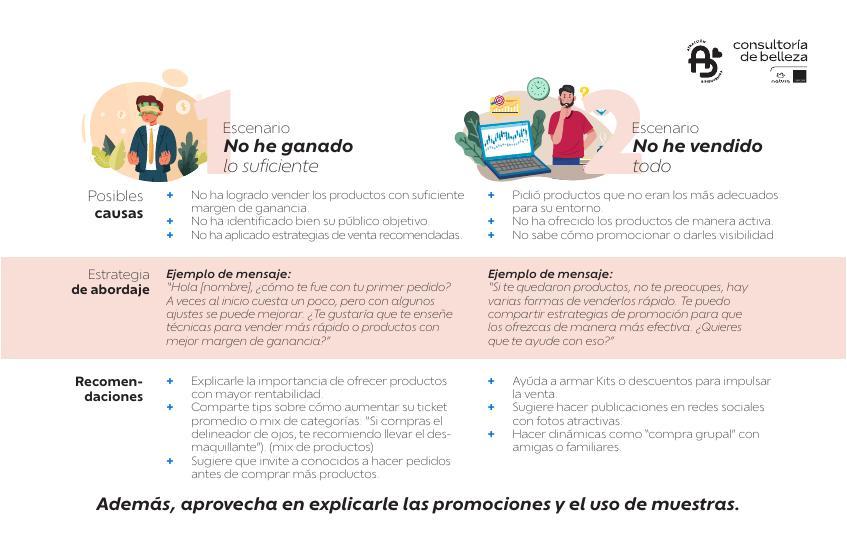 consultoría
de belleza
natura
1
Escenario
No he ganado
lo suficiente
2
Escenario
No he vendido
todo
Posibles
causas
+ No ha logrado vender los productos con suficiente
margen de ganancia.
+ No ha identificado bien su público objetivo.
+ No ha aplicado estrategias de venta recomendadas.
+ Pidió productos que no eran los más adecuados
para su entorno.
+ No ha ofrecido los productos de manera activa.
+ No sabe cómo promocionar o darles visibilidad
Estrategia
de abordaje
Ejemplo de mensaje:
"Hola [nombre], ¿cómo te fue con tu primer pedido?
A veces al inicio cuesta un poco, pero con algunos
ajustes se puede mejorar. ¿Te gustaría que te enseñe
técnicas para vender más rápido o productos con
mejor margen de ganancia?"
Ejemplo de mensaje:
"Si te quedaron productos, no te preocupes, hay
varias formas de venderlos rápido. Te puedo
compartir estrategias de promoción para que
los ofrezcas de manera más efectiva. ¿Quieres
que te ayude con eso?"
Recomen-
daciones
+ Explicarle la importancia de ofrecer productos
con mayor rentabilidad.
+ Comparte tips sobre cómo aumentar su ticket
promedio o mix de categorías: "Si compras el
delineador de ojos, te recomiendo llevar el des-
maquillante"). (mix de productos)
+ Sugiere que invite a conocidos a hacer pedidos
antes de comprar más productos.
+ Ayúda a armar Kits o descuentos para impulsar
la venta.
+ Sugiere hacer publicaciones en redes sociales
con fotos atractivas.
+ Hacer dinámicas como "compra grupal" con
amigas o familiares.
Además, aprovecha en explicarle las promociones y el uso de muestras.